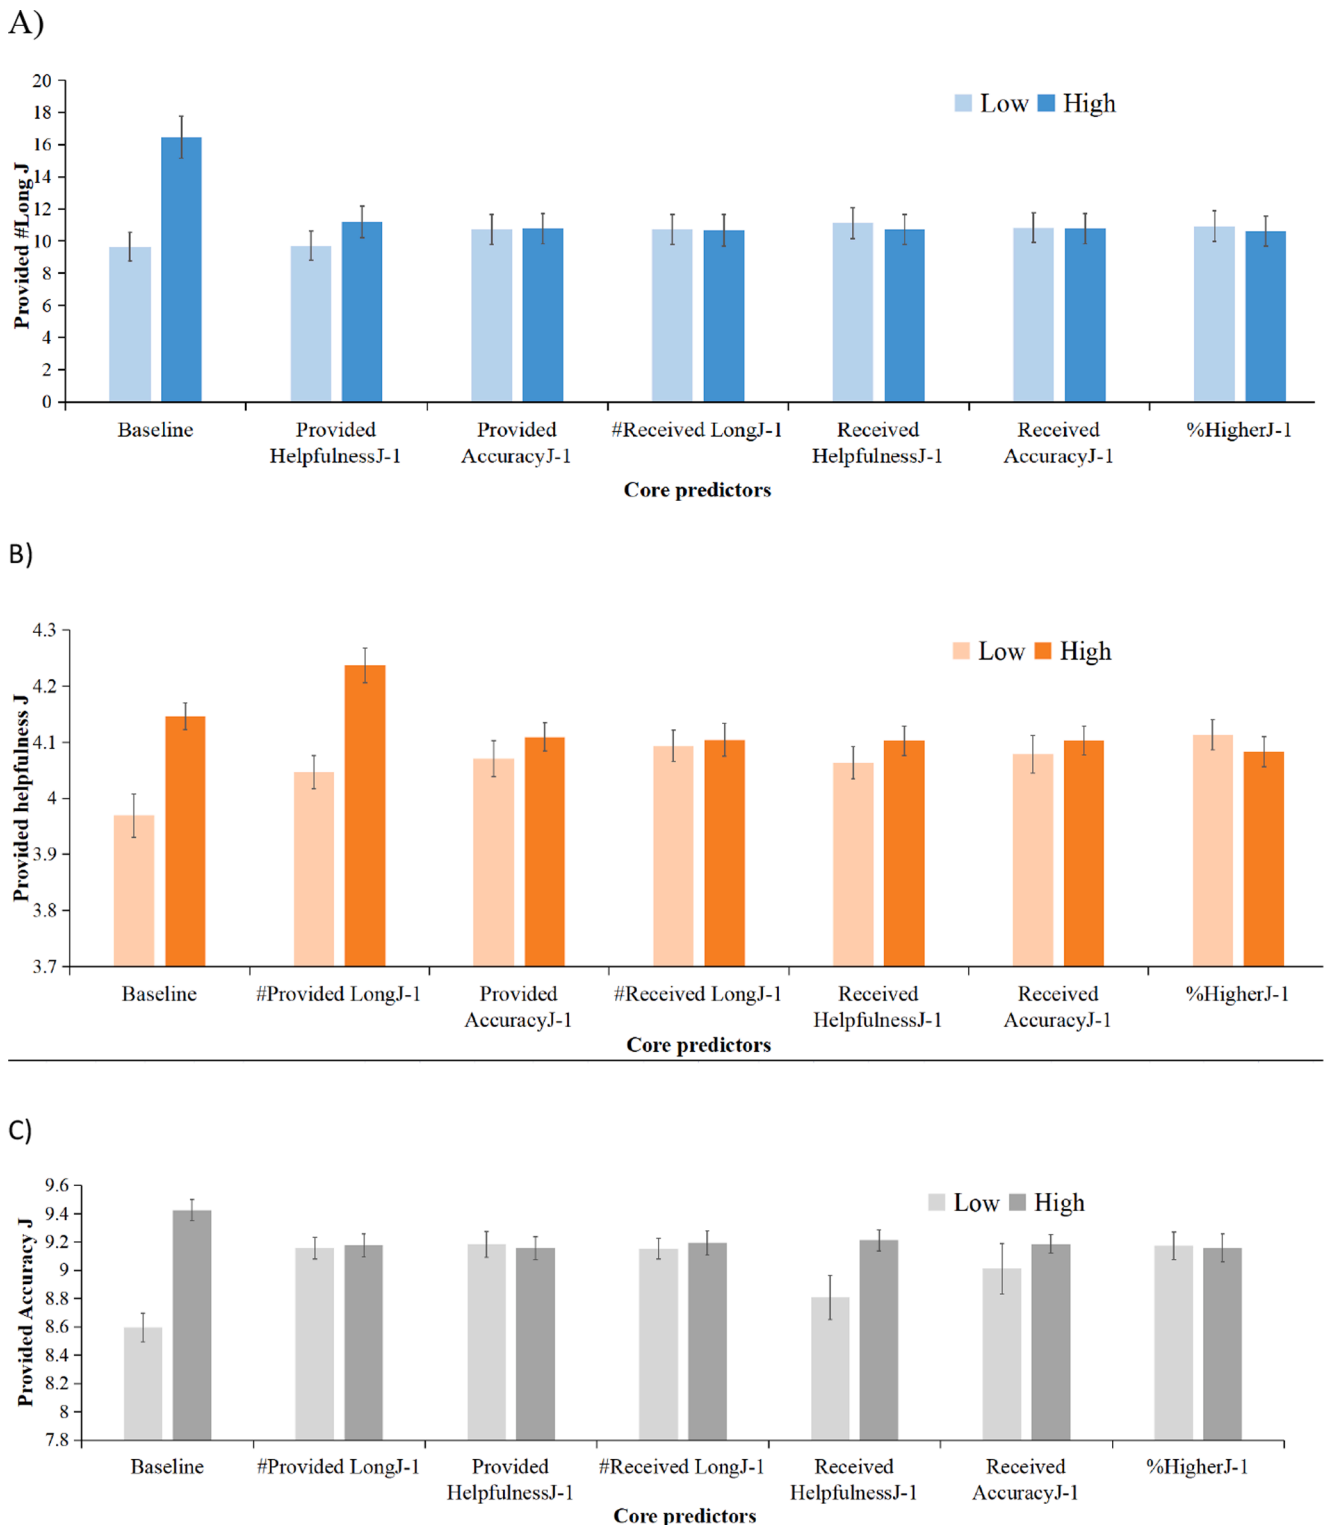 A)
20
18
16
14
12
10
8
6
4
2
0
Provided #Long J
Low High
Baseline
Provided
HelpfulnessJ-1
Provided
AccuracyJ-1
#Received LongJ-1
Received
HelpfulnessJ-1
Received
AccuracyJ-1
%HigherJ-1
Core predictors
B)
4.3
4.2
4.1
4
3.9
3.8
3.7
Provided helpfulness J
Low High
Baseline
#Provided LongJ-1
Provided
AccuracyJ-1
#Received LongJ-1
Received
HelpfulnessJ-1
Received
AccuracyJ-1
%HigherJ-1
Core predictors
C)
9.6
9.4
9.2
9
8.8
8.6
8.4
8.2
8
7.8
Provided Accuracy J
Low High
Baseline
#Provided LongJ-1
Provided
HelpfulnessJ-1
#Received LongJ-1
Received
HelpfulnessJ-1
Received
AccuracyJ-1
%HigherJ-1
Core predictors